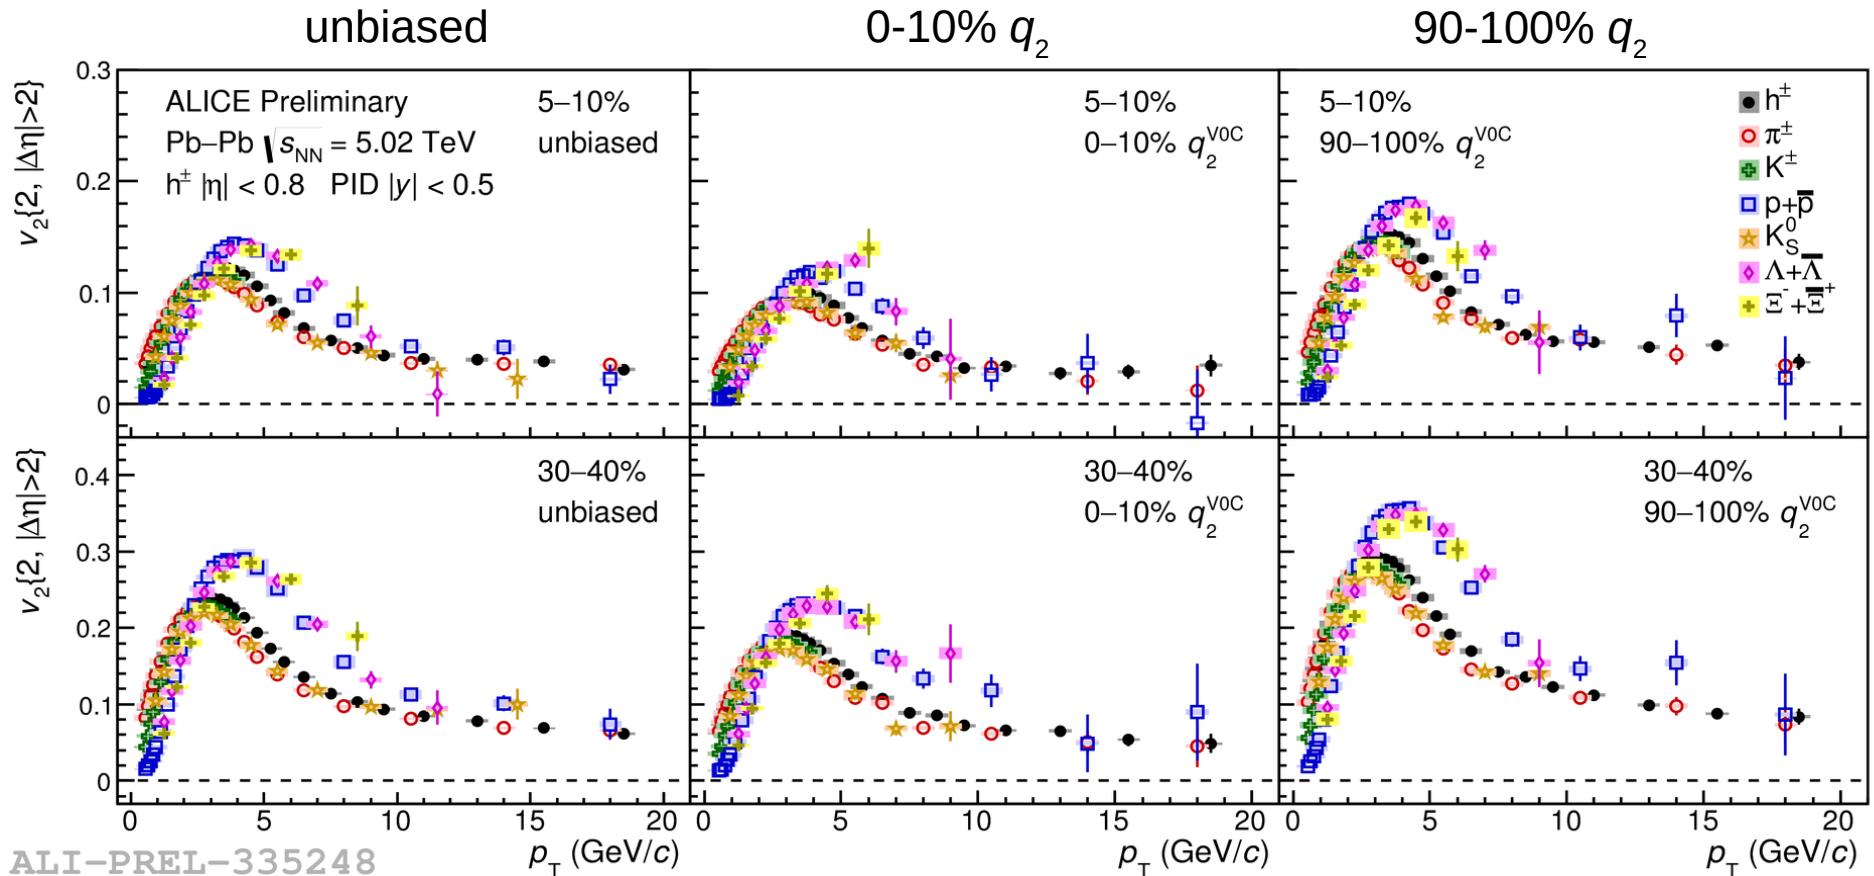 unbiased
0-10% q₂
90-100% q₂
v₂{2, |Δη|>2}
0.3
0.2
0.1
0
ALICE Preliminary
Pb–Pb √sNN = 5.02 TeV
h± |η| < 0.8 PID |y| < 0.5
5–10%
unbiased
5–10%
0–10% q₂V0C
5–10%
90–100% q₂V0C
h±
π±
K±
p+p̅
K⁰S
Λ+Λ̅
Ξ⁻+Ξ̅⁺
v₂{2, |Δη|>2}
0.4
0.3
0.2
0.1
0
30–40%
unbiased
30–40%
0–10% q₂V0C
30–40%
90–100% q₂V0C
0 5 10 15 20
0 5 10 15 20
0 5 10 15 20
pT (GeV/c)
pT (GeV/c)
pT (GeV/c)
ALI-PREL-335248